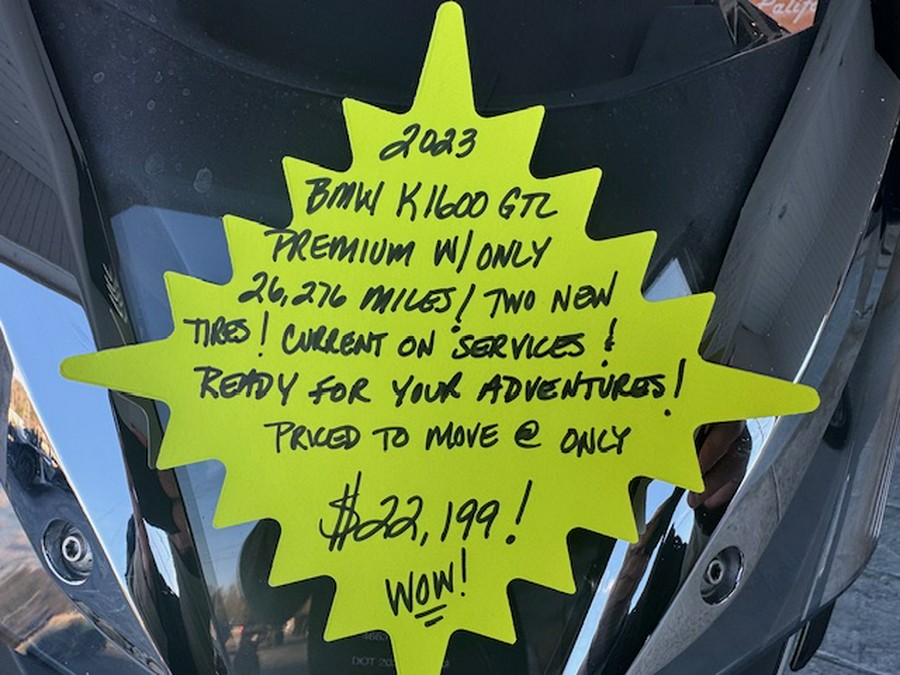 2023
BMW K1600 GTL
PREMIUM W/ ONLY
26,276 MILES! TWO NEW
TIRES! CURRENT ON SERVICES &
READY FOR YOUR ADVENTURES!
PRICED TO MOVE @ ONLY
$22,199!
WOW!
DOT